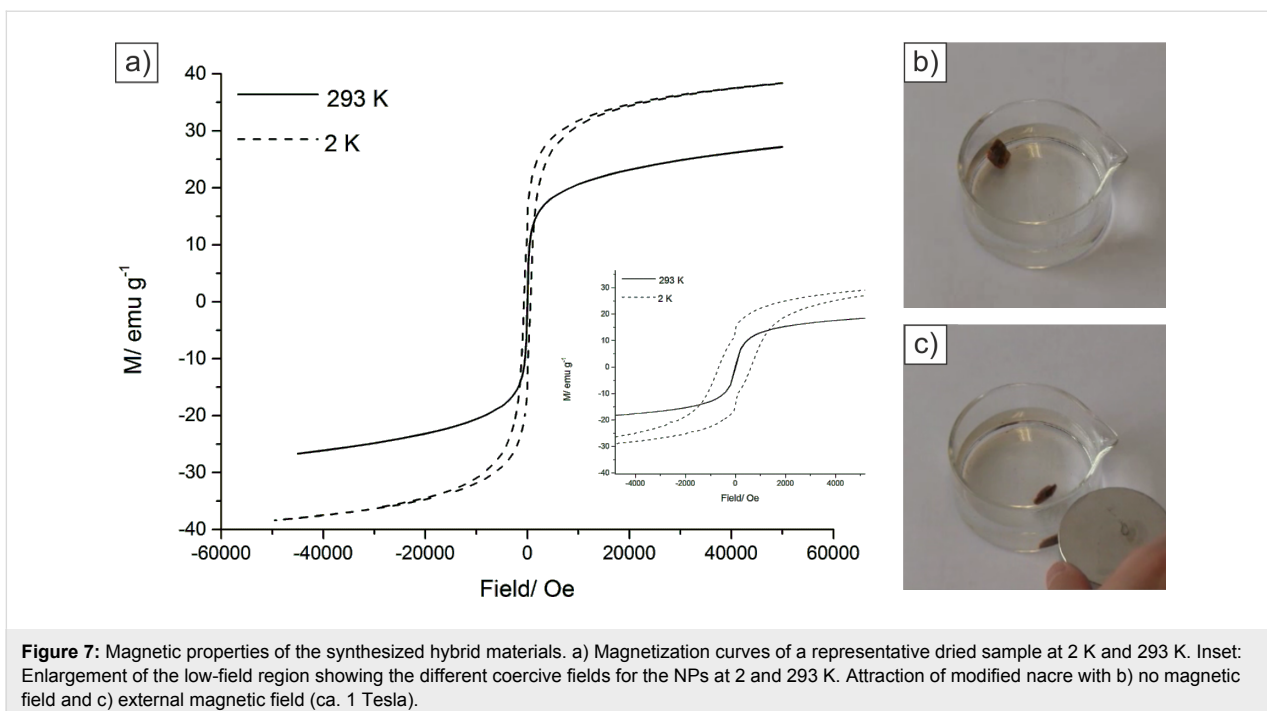 a)
40
30
20
10
0
-10
-20
-30
-40
M/ emu g-1
293 K
2 K
-60000 -40000 -20000 0 20000 40000 60000
Field/ Oe
293 K
2 K
30
20
10
0
-10
-20
-30
-40
M/ emu g-1
-4000 -2000 0 2000 4000
Field/ Oe
b)
c)
Figure 7: Magnetic properties of the synthesized hybrid materials. a) Magnetization curves of a representative dried sample at 2 K and 293 K. Inset:
Enlargement of the low-field region showing the different coercive fields for the NPs at 2 and 293 K. Attraction of modified nacre with b) no magnetic
field and c) external magnetic field (ca. 1 Tesla).